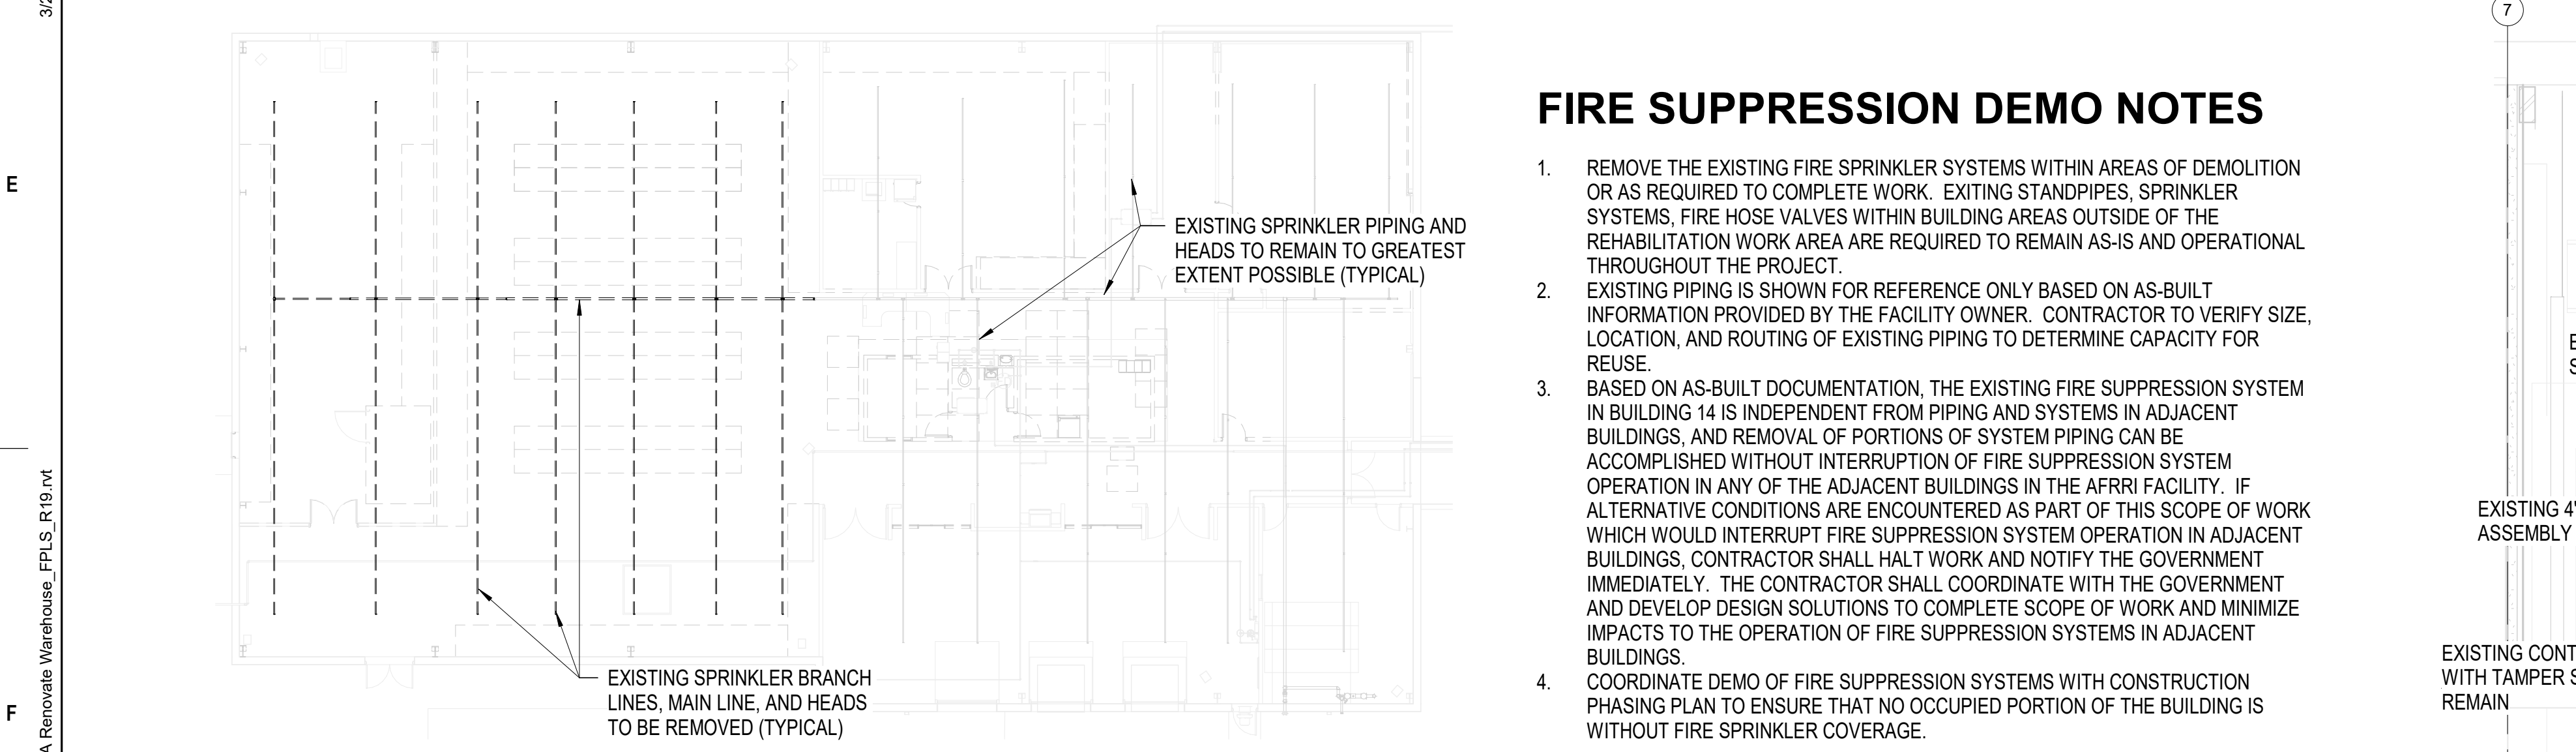 3/2
E
F
A Renovate Warehouse_FPLS_R19.rvt
EXISTING SPRINKLER PIPING AND
HEADS TO REMAIN TO GREATEST
EXTENT POSSIBLE (TYPICAL)
EXISTING SPRINKLER BRANCH
LINES, MAIN LINE, AND HEADS
TO BE REMOVED (TYPICAL)
FIRE SUPPRESSION DEMO NOTES
1. REMOVE THE EXISTING FIRE SPRINKLER SYSTEMS WITHIN AREAS OF DEMOLITION
OR AS REQUIRED TO COMPLETE WORK. EXITING STANDPIPES, SPRINKLER
SYSTEMS, FIRE HOSE VALVES WITHIN BUILDING AREAS OUTSIDE OF THE
REHABILITATION WORK AREA ARE REQUIRED TO REMAIN AS-IS AND OPERATIONAL
THROUGHOUT THE PROJECT.
2. EXISTING PIPING IS SHOWN FOR REFERENCE ONLY BASED ON AS-BUILT
INFORMATION PROVIDED BY THE FACILITY OWNER. CONTRACTOR TO VERIFY SIZE,
LOCATION, AND ROUTING OF EXISTING PIPING TO DETERMINE CAPACITY FOR
REUSE.
3. BASED ON AS-BUILT DOCUMENTATION, THE EXISTING FIRE SUPPRESSION SYSTEM
IN BUILDING 14 IS INDEPENDENT FROM PIPING AND SYSTEMS IN ADJACENT
BUILDINGS, AND REMOVAL OF PORTIONS OF SYSTEM PIPING CAN BE
ACCOMPLISHED WITHOUT INTERRUPTION OF FIRE SUPPRESSION SYSTEM
OPERATION IN ANY OF THE ADJACENT BUILDINGS IN THE AFRRI FACILITY. IF
ALTERNATIVE CONDITIONS ARE ENCOUNTERED AS PART OF THIS SCOPE OF WORK
WHICH WOULD INTERRUPT FIRE SUPPRESSION SYSTEM OPERATION IN ADJACENT
BUILDINGS, CONTRACTOR SHALL HALT WORK AND NOTIFY THE GOVERNMENT
IMMEDIATELY. THE CONTRACTOR SHALL COORDINATE WITH THE GOVERNMENT
AND DEVELOP DESIGN SOLUTIONS TO COMPLETE SCOPE OF WORK AND MINIMIZE
IMPACTS TO THE OPERATION OF FIRE SUPPRESSION SYSTEMS IN ADJACENT
BUILDINGS.
4. COORDINATE DEMO OF FIRE SUPPRESSION SYSTEMS WITH CONSTRUCTION
PHASING PLAN TO ENSURE THAT NO OCCUPIED PORTION OF THE BUILDING IS
WITHOUT FIRE SPRINKLER COVERAGE.
7
EXISTING 4"
ASSEMBLY
EXISTING CONT
WITH TAMPER S
REMAIN